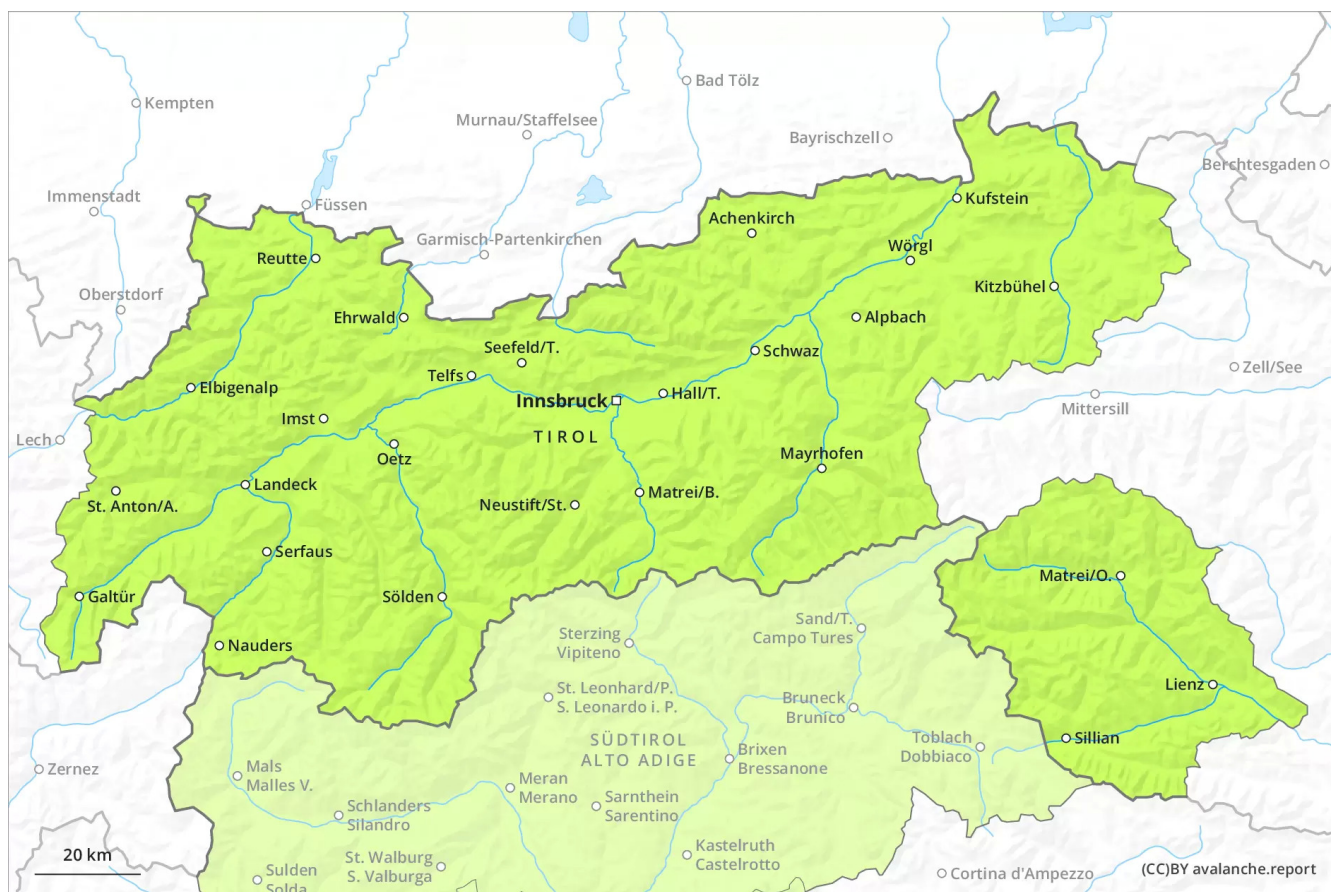 Kempten
Bad Tölz
Murnau/Staffelsee
Bayrischzell
Berchtesgaden
Immenstadt
Füssen
Kufstein
Achenkirch
Garmisch-Partenkirchen
Wörgl
Reutte
Kitzbühel
Oberstdorf
Ehrwald
Alpbach
Seefeld/T.
Schwaz
Zell/See
Telfs
Elbigenalp
Hall/T.
Innsbruck
Mittersill
Imst
TIROL
Lech
Oetz
Mayrhofen
Landeck
Matrei/B.
St. Anton/A.
Neustift/St.
Serfaus
Matrei/O.
Galtür
Sölden
Sand/T.
Campo Tures
Sterzing
Vipiteno
Nauders
Lienz
St. Leonhard/P.
S. Leonardo i. P.
Bruneck
Brunico
Sillian
Toblach
Dobbiaco
SÜDTIROL
ALTO ADIGE
Brixen
Bressanone
Zernez
Mals
Malles V.
Meran
Merano
Schlanders
Silandro
Sarnthein
Sarentino
Kastelruth
Castelrotto
20 km
St. Walburg
S. Valburga
Sulden
Solda
Cortina d'Ampezzo
(CC)BY avalanche.report